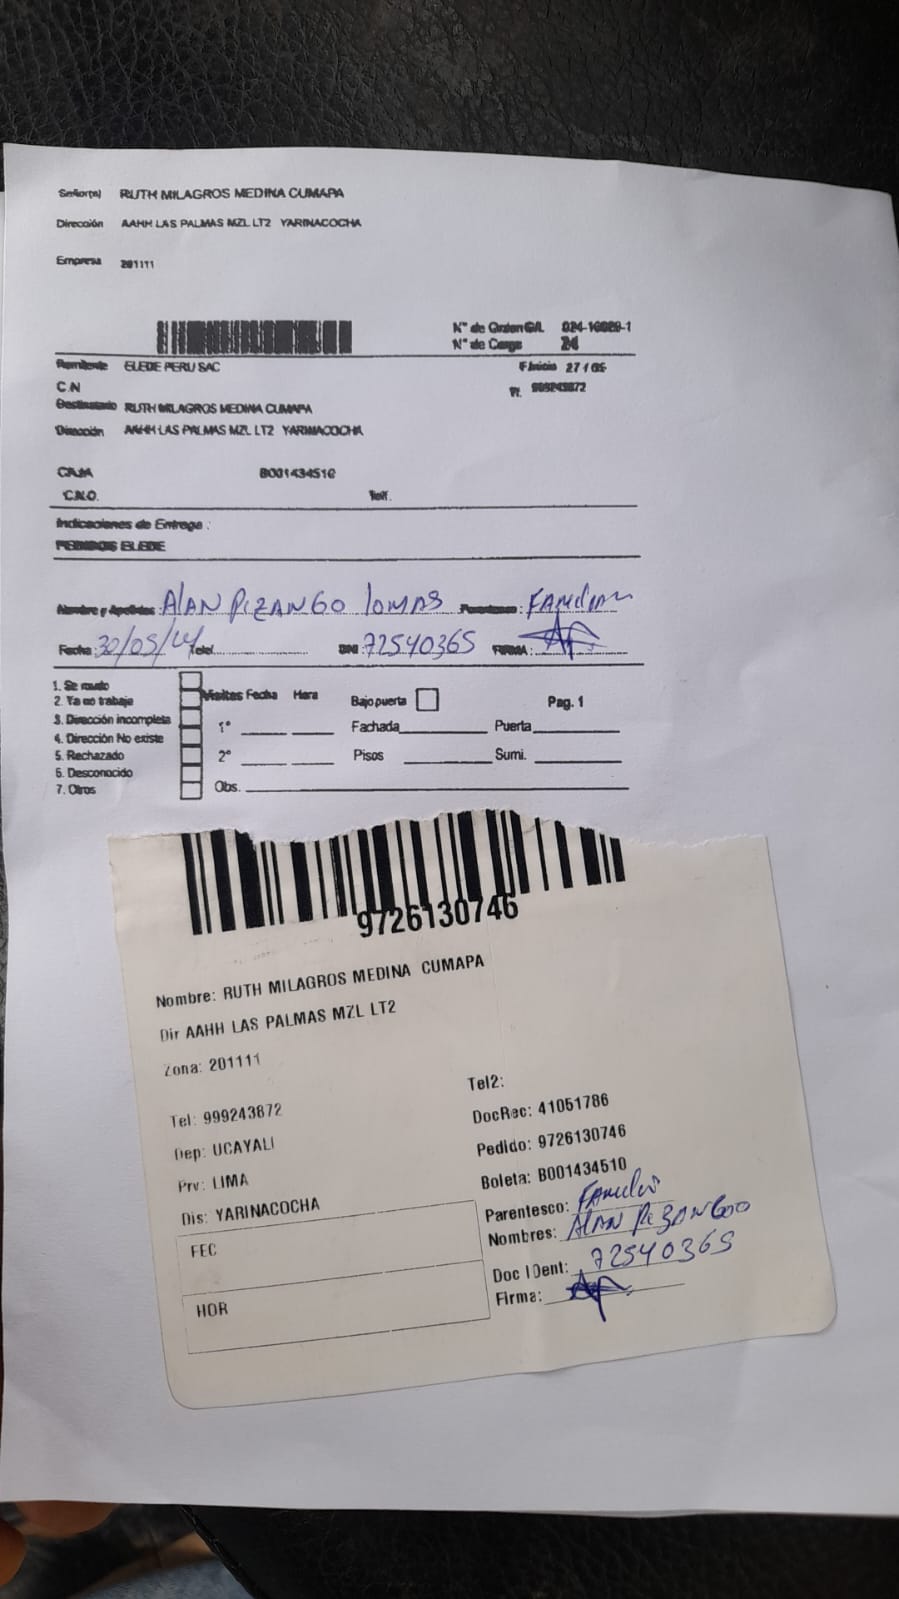 Señor(a) RUTH MILAGROS MEDINA CUMAPA
Dirección AAHH LAS PALMAS MZL LT2 YARINACOCHA
Empresa 201111
N° de Orden G/L 024-16089-1
N° de Cargo 24
Remitente ELEDE PERU SAC F.Inicio 27/05
C.N Tf. 999243872
Destinatario RUTH MILAGROS MEDINA CUMAPA
Dirección AAHH LAS PALMAS MZL LT2 YARINACOCHA
CAJA B001434510
C.N.O. Telf.
Indicaciones de Entrega :
PEDIDOS ELEDE
Nombre y Apellidos : Alan Pizango Lomas Parentesco : Familiar
Fecha: 30/05/24 Telef. DNI 72540365 FIRMA:
1. Se mudo
2. Ya no trabaja
3. Dirección incompleta
4. Dirección No existe
5. Rechazado
6. Desconocido
7. Otros
Visitas Fecha Hora Bajo puerta Pag. 1
1° Fachada Puerta
2° Pisos Sumi.
Obs.
9726130746
Nombre: RUTH MILAGROS MEDINA CUMAPA
Dir AAHH LAS PALMAS MZL LT2
Zona: 201111
Tel: 999243872
Dep: UCAYALI
Prv: LIMA
Dis: YARINACOCHA
FEC
HOR
Tel2:
DocRec: 41051786
Pedido: 9726130746
Boleta: B001434510
Parentesco: Familiar
Nombres: Alan Pizango
Doc IDent: 72540365
Firma: